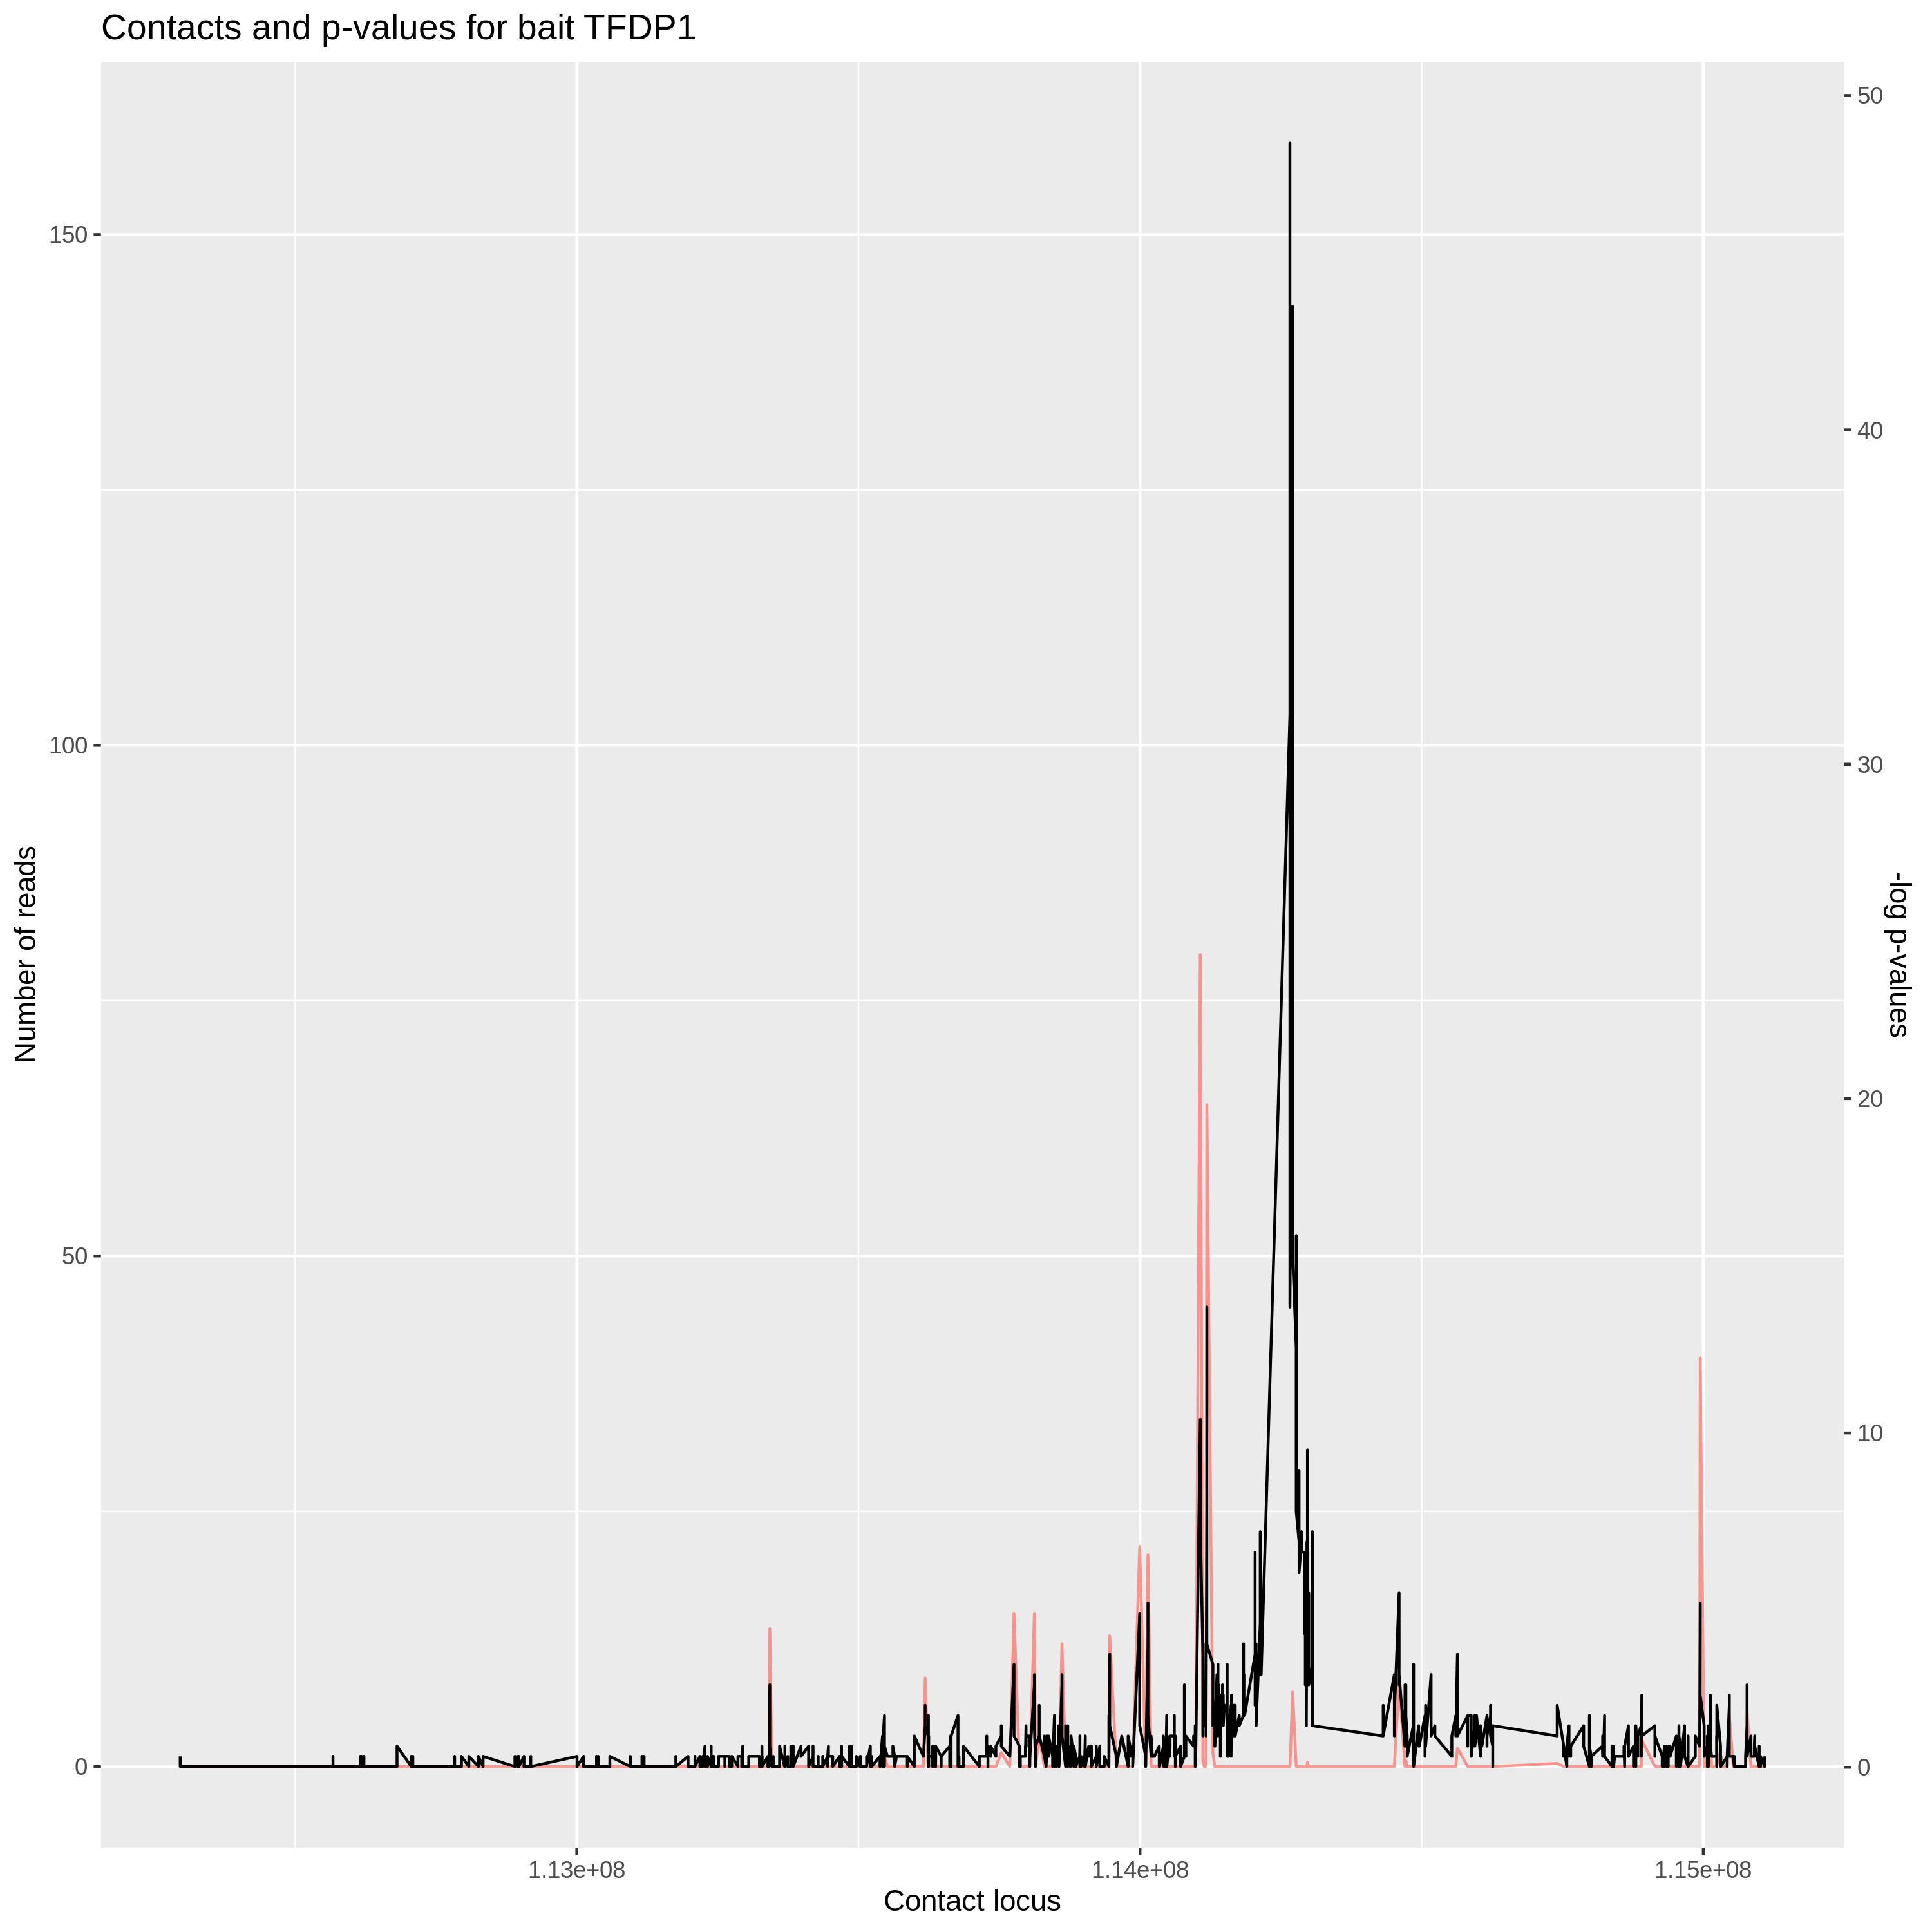 Contacts and p-values for bait TFDP1
150
100
50
0
Number of reads
50
40
30
20
10
0
-log p-values
1.13e+08
1.14e+08
1.15e+08
Contact locus